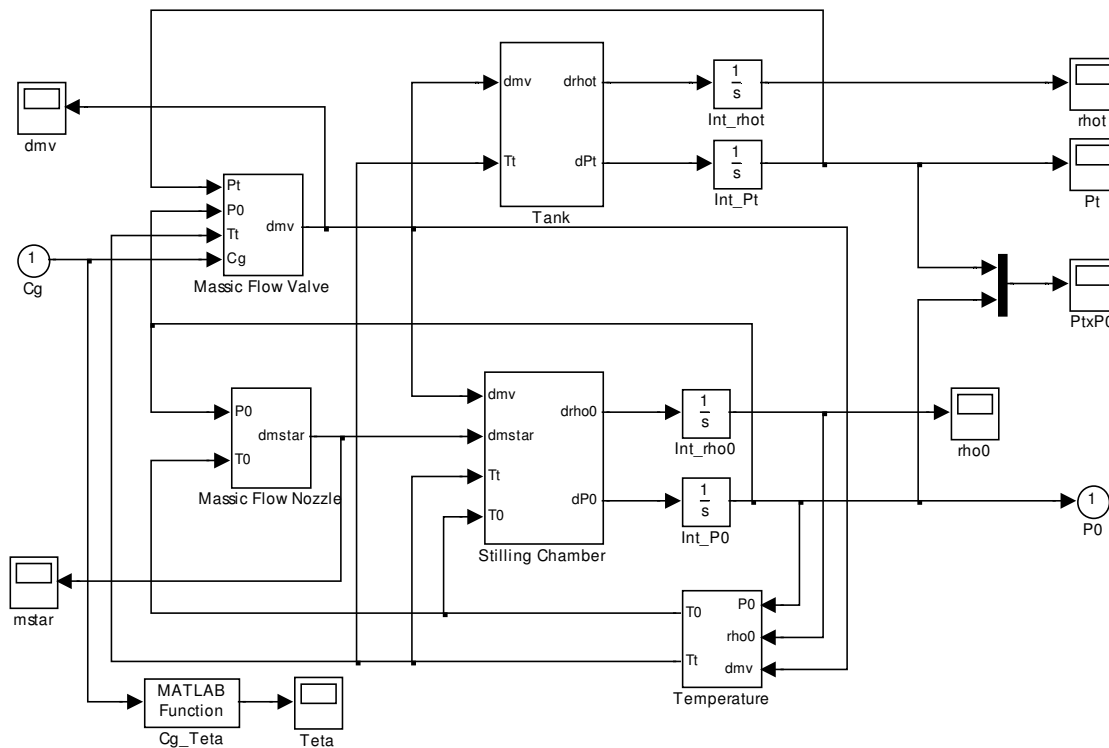 dmv
Pt
P0
Tt
Cg
dmv
Massic Flow Valve
1
Cg
dmv
Tt
drhot
dPt
Tank
1
s
Int_rhot
1
s
Int_Pt
rhot
Pt
PtxP0
P0
T0
dmstar
Massic Flow Nozzle
dmv
dmstar
Tt
T0
drho0
dP0
Stilling Chamber
1
s
Int_rho0
1
s
Int_P0
rho0
1
P0
mstar
T0
Tt
P0
rho0
dmv
Temperature
MATLAB
Function
Cg_Teta
Teta